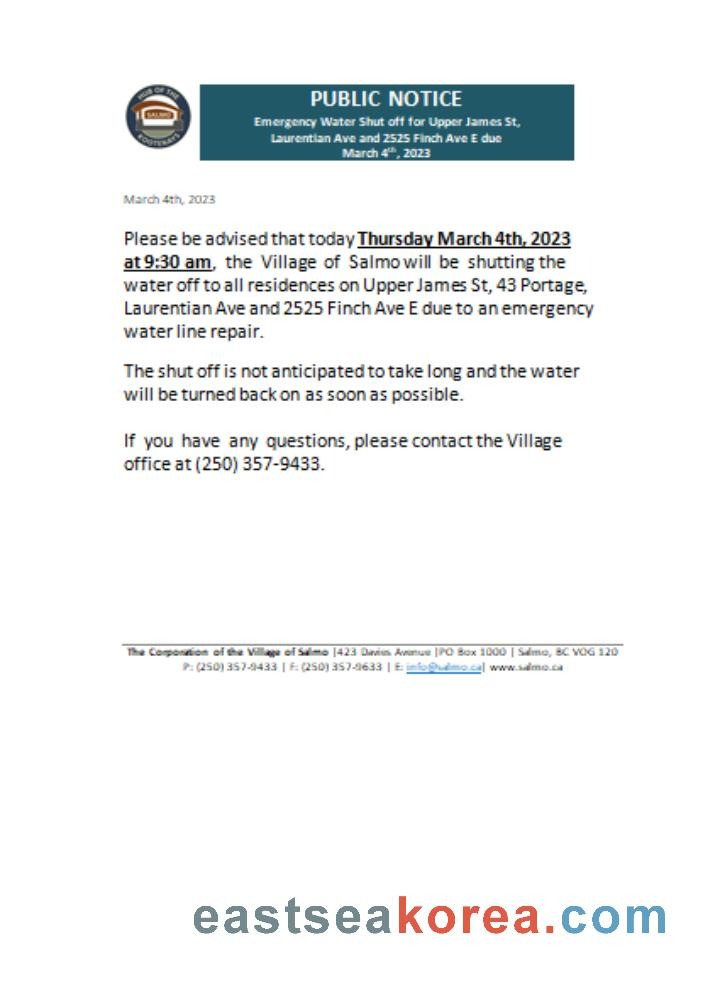 HUB OF THE
SALMO
KOOTENAYS
PUBLIC NOTICE
Emergency Water Shut off for Upper James St,
Laurentian Ave and 2525 Finch Ave E due
March 4th, 2023
March 4th, 2023
Please be advised that today Thursday March 4th, 2023
at 9:30 am, the Village of Salmo will be shutting the
water off to all residences on Upper James St, 43 Portage,
Laurentian Ave and 2525 Finch Ave E due to an emergency
water line repair.
The shut off is not anticipated to take long and the water
will be turned back on as soon as possible.
If you have any questions, please contact the Village
office at (250) 357-9433.
The Corporation of the Village of Salmo |423 Davies Avenue |PO Box 1000 | Salmo, BC V0G 1Z0
P: (250) 357-9433 | F: (250) 357-9633 | E: info@salmo.ca| www.salmo.ca
eastseakorea.com